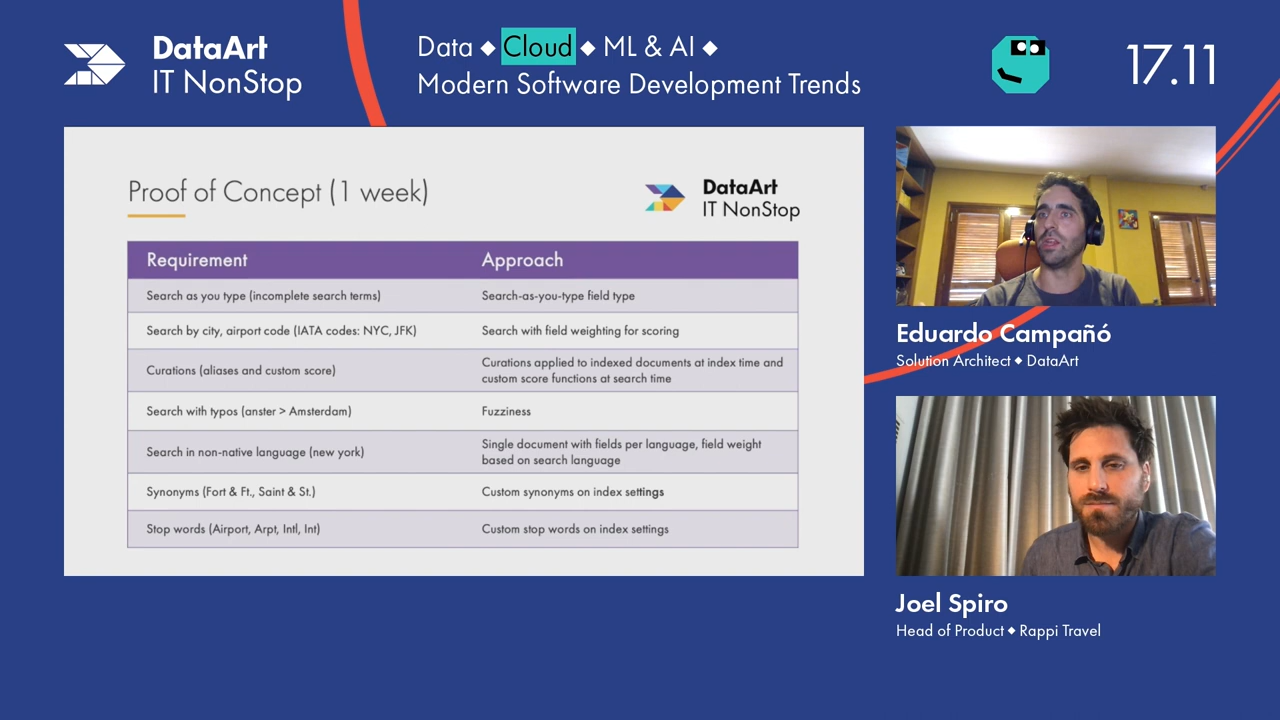 DataArt
IT NonStop
Data ◆ Cloud ◆ ML & AI ◆
Modern Software Development Trends
17.11
Proof of Concept (1 week)
DataArt
IT NonStop
Requirement Approach
Search as you type (incomplete search terms) Search-as-you-type field type
Search by city, airport code (IATA codes: NYC, JFK) Search with field weighting for scoring
Curations (aliases and custom score) Curations applied to indexed documents at index time and
custom score functions at search time
Search with typos (anster > Amsterdam) Fuzziness
Search in non-native language (new york) Single document with fields per language, field weight
based on search language
Synonyms (Fort & Ft., Saint & St.) Custom synonyms on index settings
Stop words (Airport, Arpt, Intl, Int) Custom stop words on index settings
Eduardo Campañó
Solution Architect ◆ DataArt
Joel Spiro
Head of Product ◆ Rappi Travel